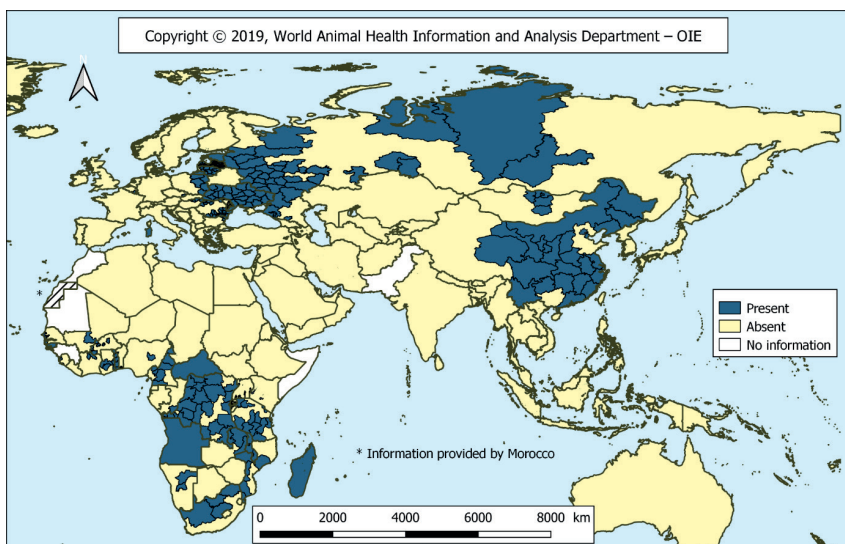 Copyright © 2019, World Animal Health Information and Analysis Department – OIE
N
Present
Absent
No information
*
* Information provided by Morocco
0 2000 4000 6000 8000 km